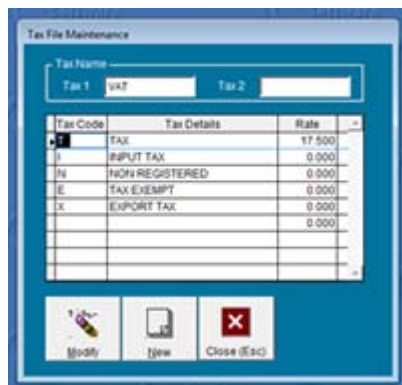 Tax File Maintenance
Tax Name
Tax 1 VAT Tax 2
Tax Code Tax Details Rate
T TAX 17.500
I INPUT TAX 0.000
N NON REGISTERED 0.000
E TAX EXEMPT 0.000
X EXPORT TAX 0.000
0.000
Modify New Close (Esc)